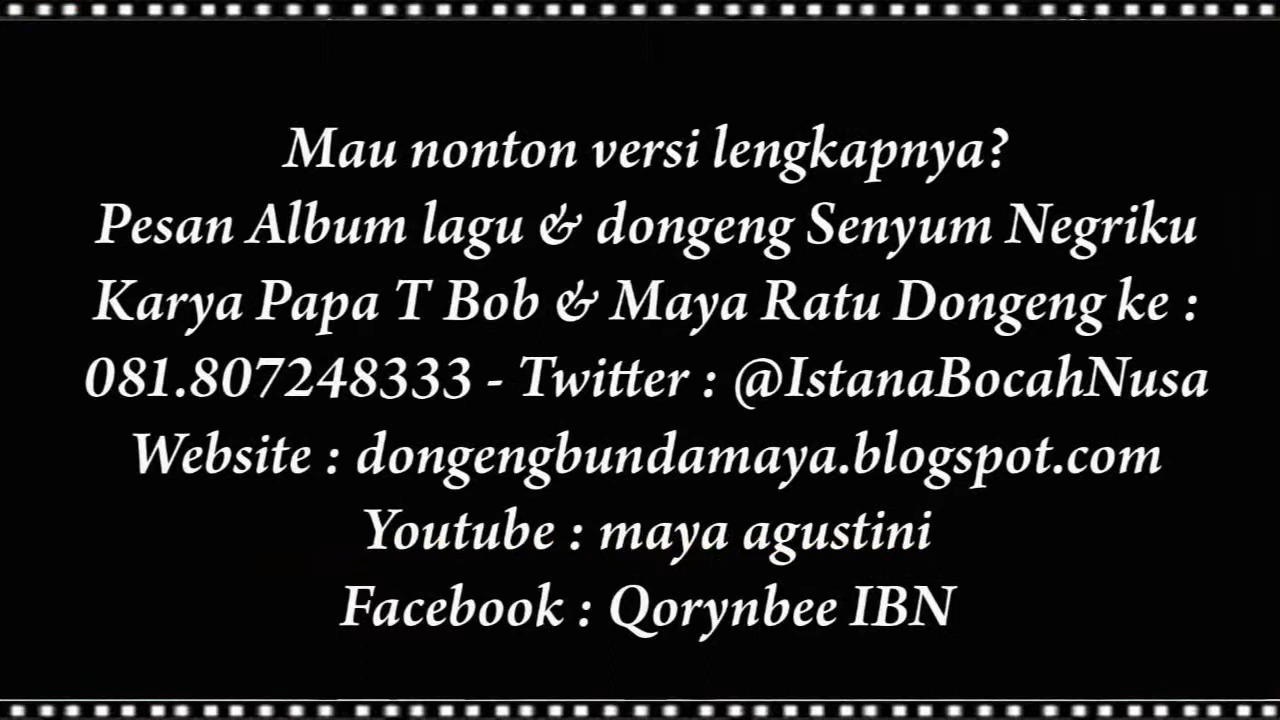 Mau nonton versi lengkapnya?
Pesan Album lagu & dongeng Senyum Negriku
Karya Papa T Bob & Maya Ratu Dongeng ke :
081.807248333 - Twitter : @IstanaBocahNusa
Website : dongengbundamaya.blogspot.com
Youtube : maya agustini
Facebook : Qorynbee IBN